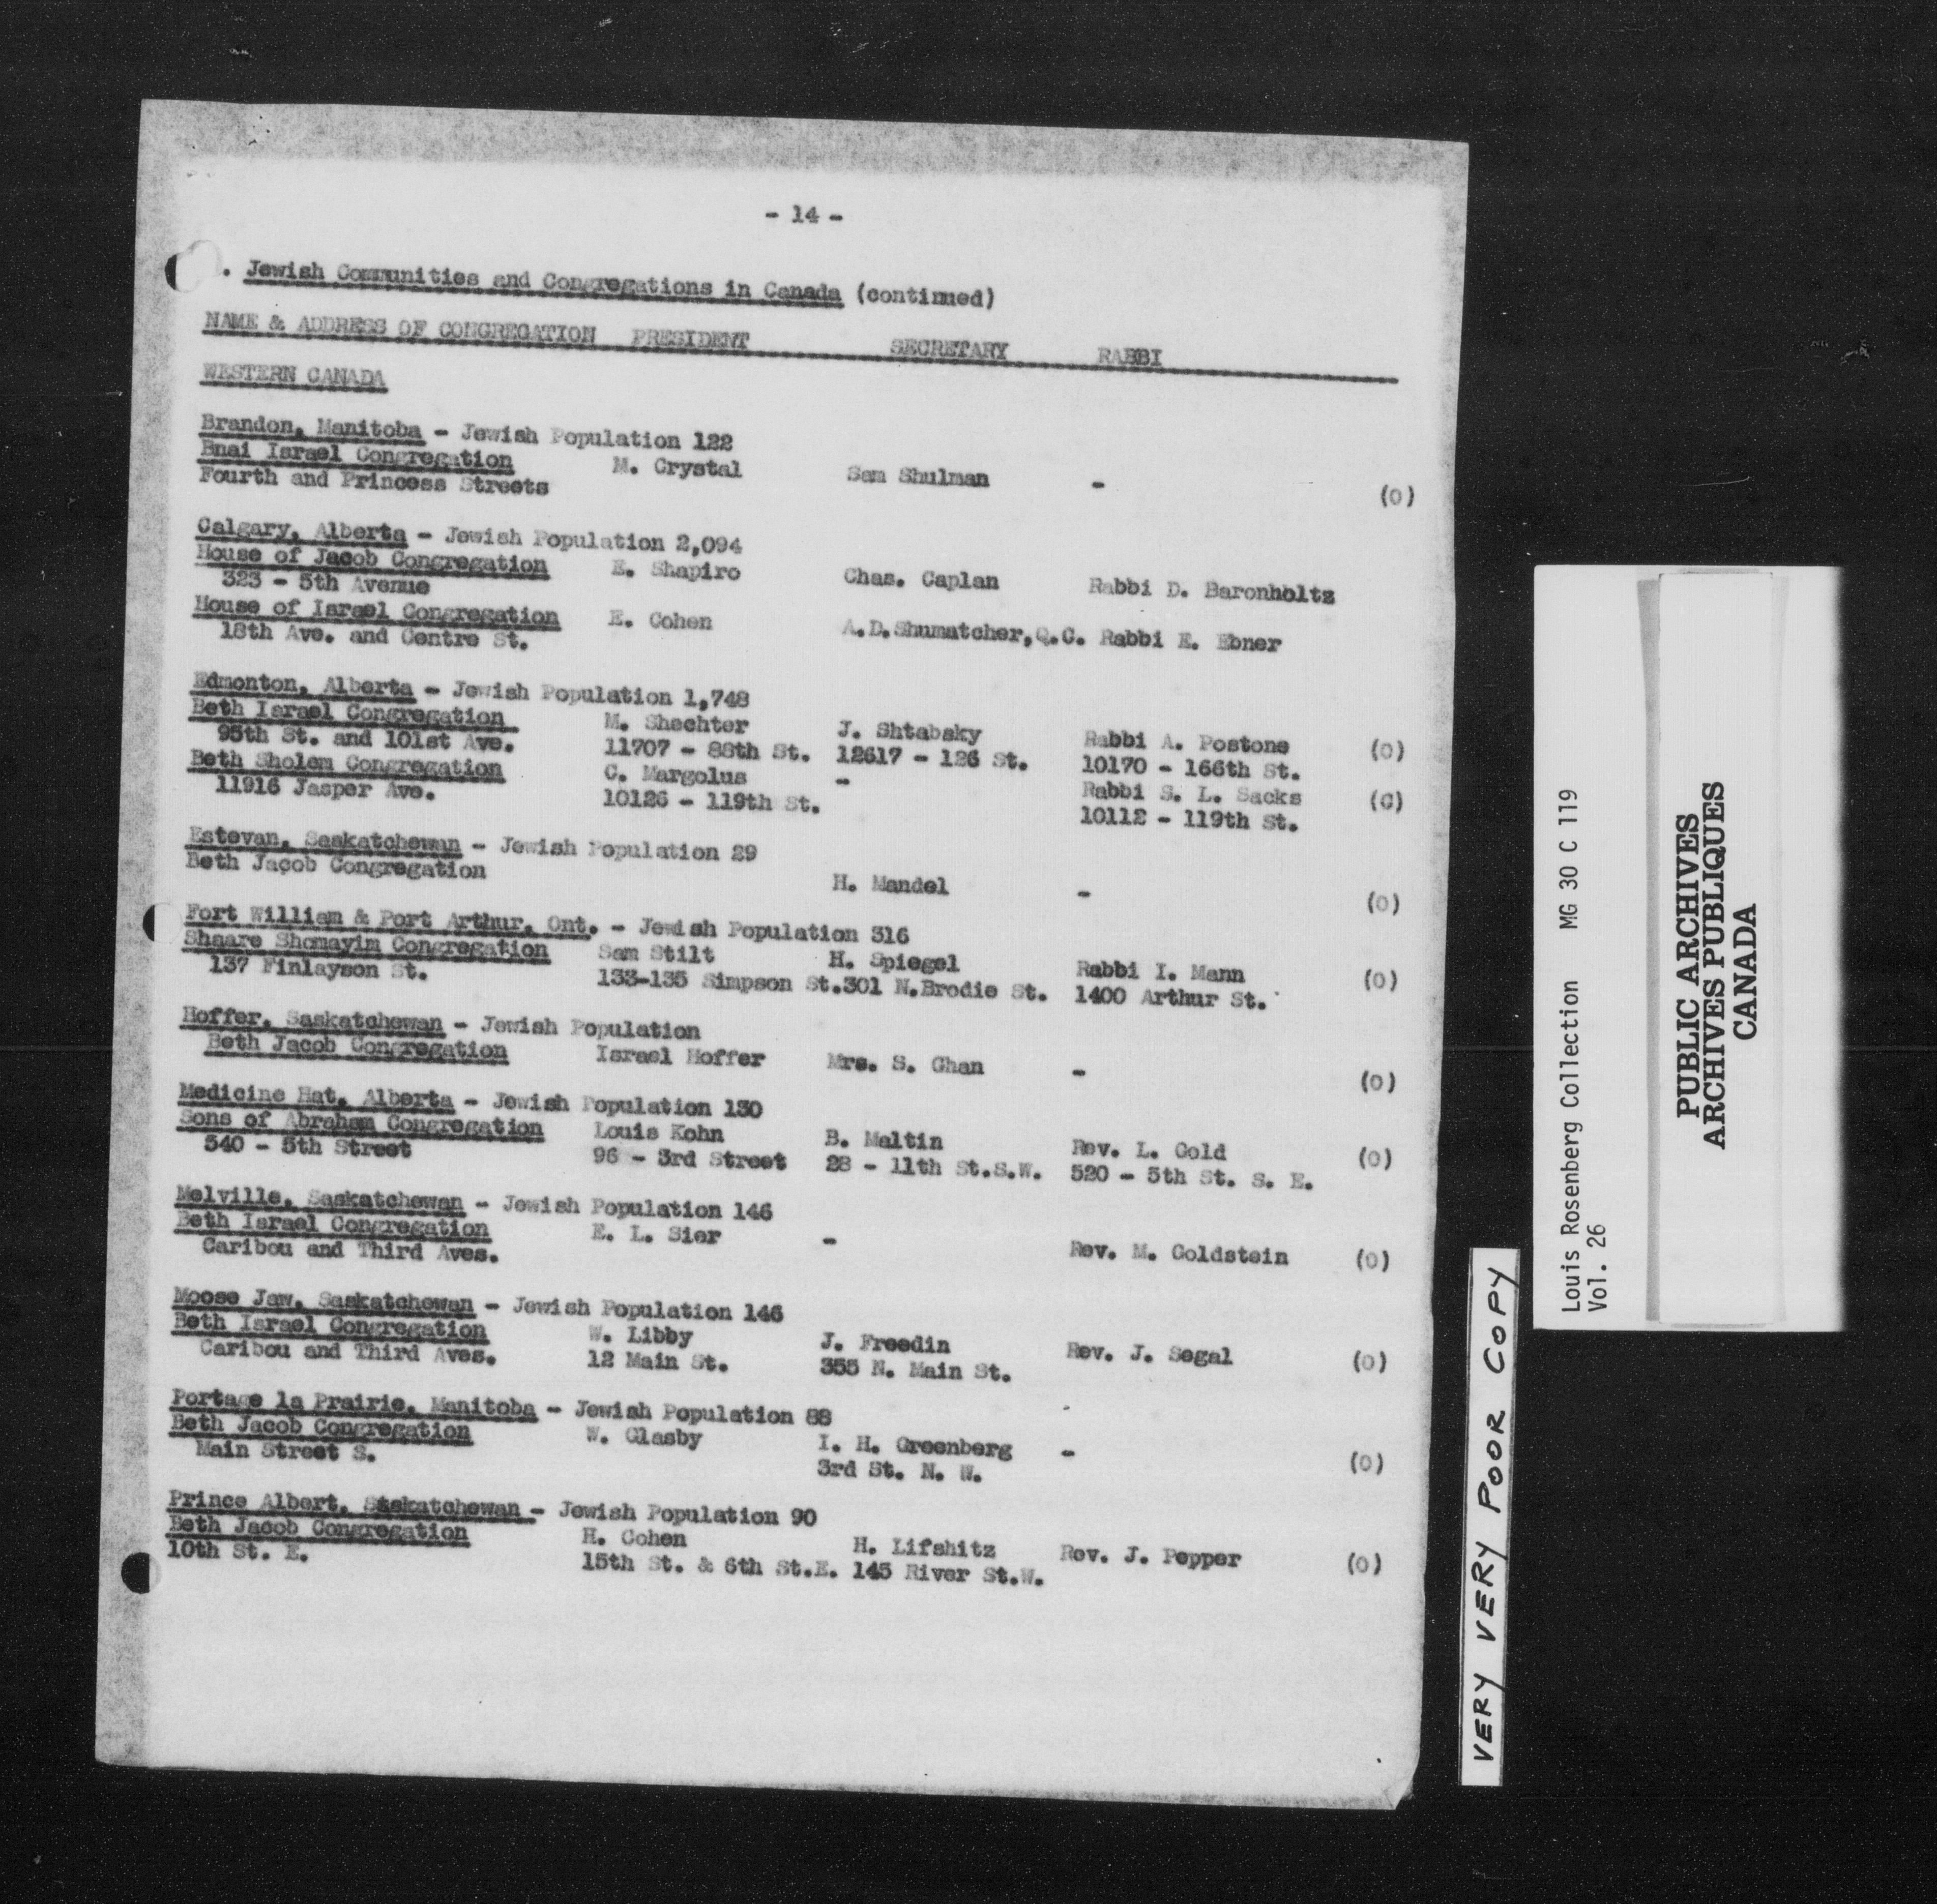 - 14 -
. Jewish Communities and Congregations in Canada (continued)
NAME & ADDRESS OF CONGREGATION PRESIDENT SECRETARY RABBI
WESTERN CANADA
Brandon, Manitoba - Jewish Population 122
Bnai Israel Congregation M. Crystal Sam Shulman - (O)
Fourth and Princess Streets
Calgary, Alberta - Jewish Population 2,094
House of Jacob Congregation E. Shapiro Chas. Caplan Rabbi D. Baronholtz
323 - 5th Avenue
House of Israel Congregation E. Cohen A.D.Shumatcher,Q.C. Rabbi E. Ebner
18th Ave. and Centre St.
Edmonton, Alberta - Jewish Population 1,748
Beth Israel Congregation M. Shechter J. Shtabsky Rabbi A. Postone (O)
95th St. and 101st Ave. 11707 - 88th St. 12617 - 126 St. 10170 - 166th St.
Beth Sholem Congregation C. Margolus - Rabbi S. L. Sacks (C)
11916 Jasper Ave. 10126 - 119th St. 10112 - 119th St.
Estevan, Saskatchewan - Jewish Population 29
Beth Jacob Congregation H. Mandel - (O)
Fort William & Port Arthur, Ont. - Jewish Population 316
Shaare Shomayim Congregation Sam Stilt H. Spiegel Rabbi I. Mann (O)
137 Finlayson St. 133-135 Simpson St.301 N.Brodie St. 1400 Arthur St.
Hoffer, Saskatchewan - Jewish Population
Beth Jacob Congregation Israel Hoffer Mrs. S. Ghan - (O)
Medicine Hat, Alberta - Jewish Population 130
Sons of Abraham Congregation Louis Kohn B. Maltin Rev. L. Gold (O)
540 - 5th Street 96 - 3rd Street 28 - 11th St.S.W. 520 - 5th St. S. E.
Melville, Saskatchewan - Jewish Population 146
Beth Israel Congregation E. L. Sier - Rev. M. Goldstein (O)
Caribou and Third Aves.
Moose Jaw, Saskatchewan - Jewish Population 146
Beth Israel Congregation W. Libby J. Freedin Rev. J. Segal (O)
Caribou and Third Aves. 12 Main St. 355 N. Main St.
Portage la Prairie, Manitoba - Jewish Population 88
Beth Jacob Congregation W. Glasby I. H. Greenberg - (O)
Main Street S. 3rd St. N. W.
Prince Albert, Saskatchewan - Jewish Population 90
Beth Jacob Congregation H. Cohen H. Lifshitz Rev. J. Pepper (O)
10th St. E. 15th St. & 6th St.E. 145 River St.W.
VERY VERY POOR COPY
Louis Rosenberg Collection MG 30 C 119
Vol. 26
PUBLIC ARCHIVES
ARCHIVES PUBLIQUES
CANADA